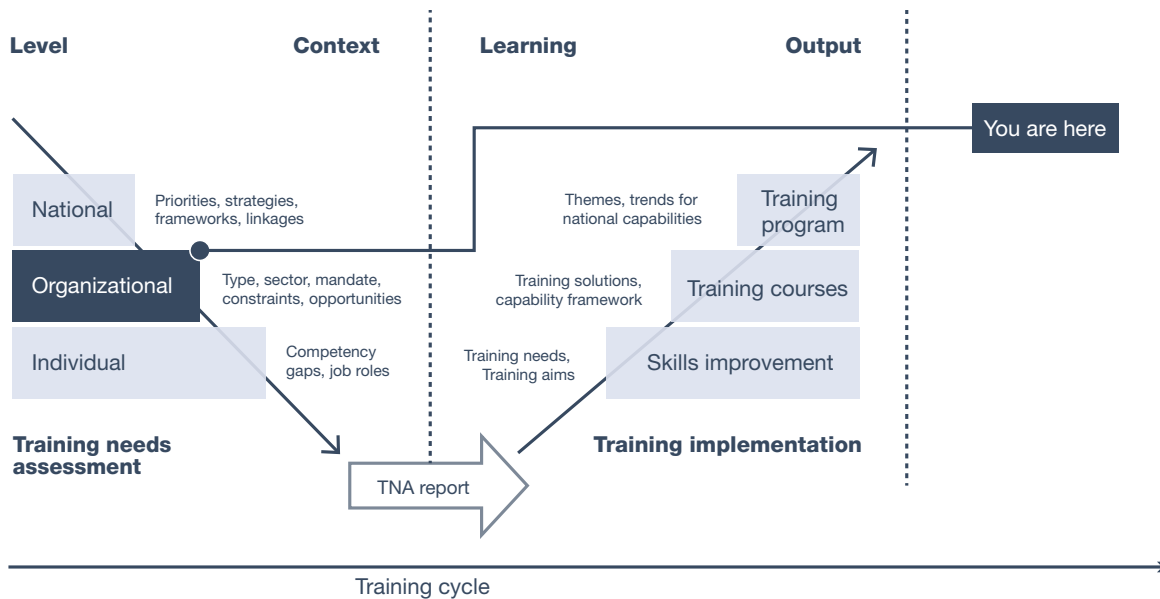 Level
Context
Learning
Output
You are here
National
Priorities, strategies,
frameworks, linkages
Themes, trends for
national capabilities
Training
program
Organizational
Type, sector, mandate,
constraints, opportunities
Training solutions,
capability framework
Training courses
Individual
Competency
gaps, job roles
Training needs,
Training aims
Skills improvement
Training needs
assessment
Training implementation
TNA report
Training cycle